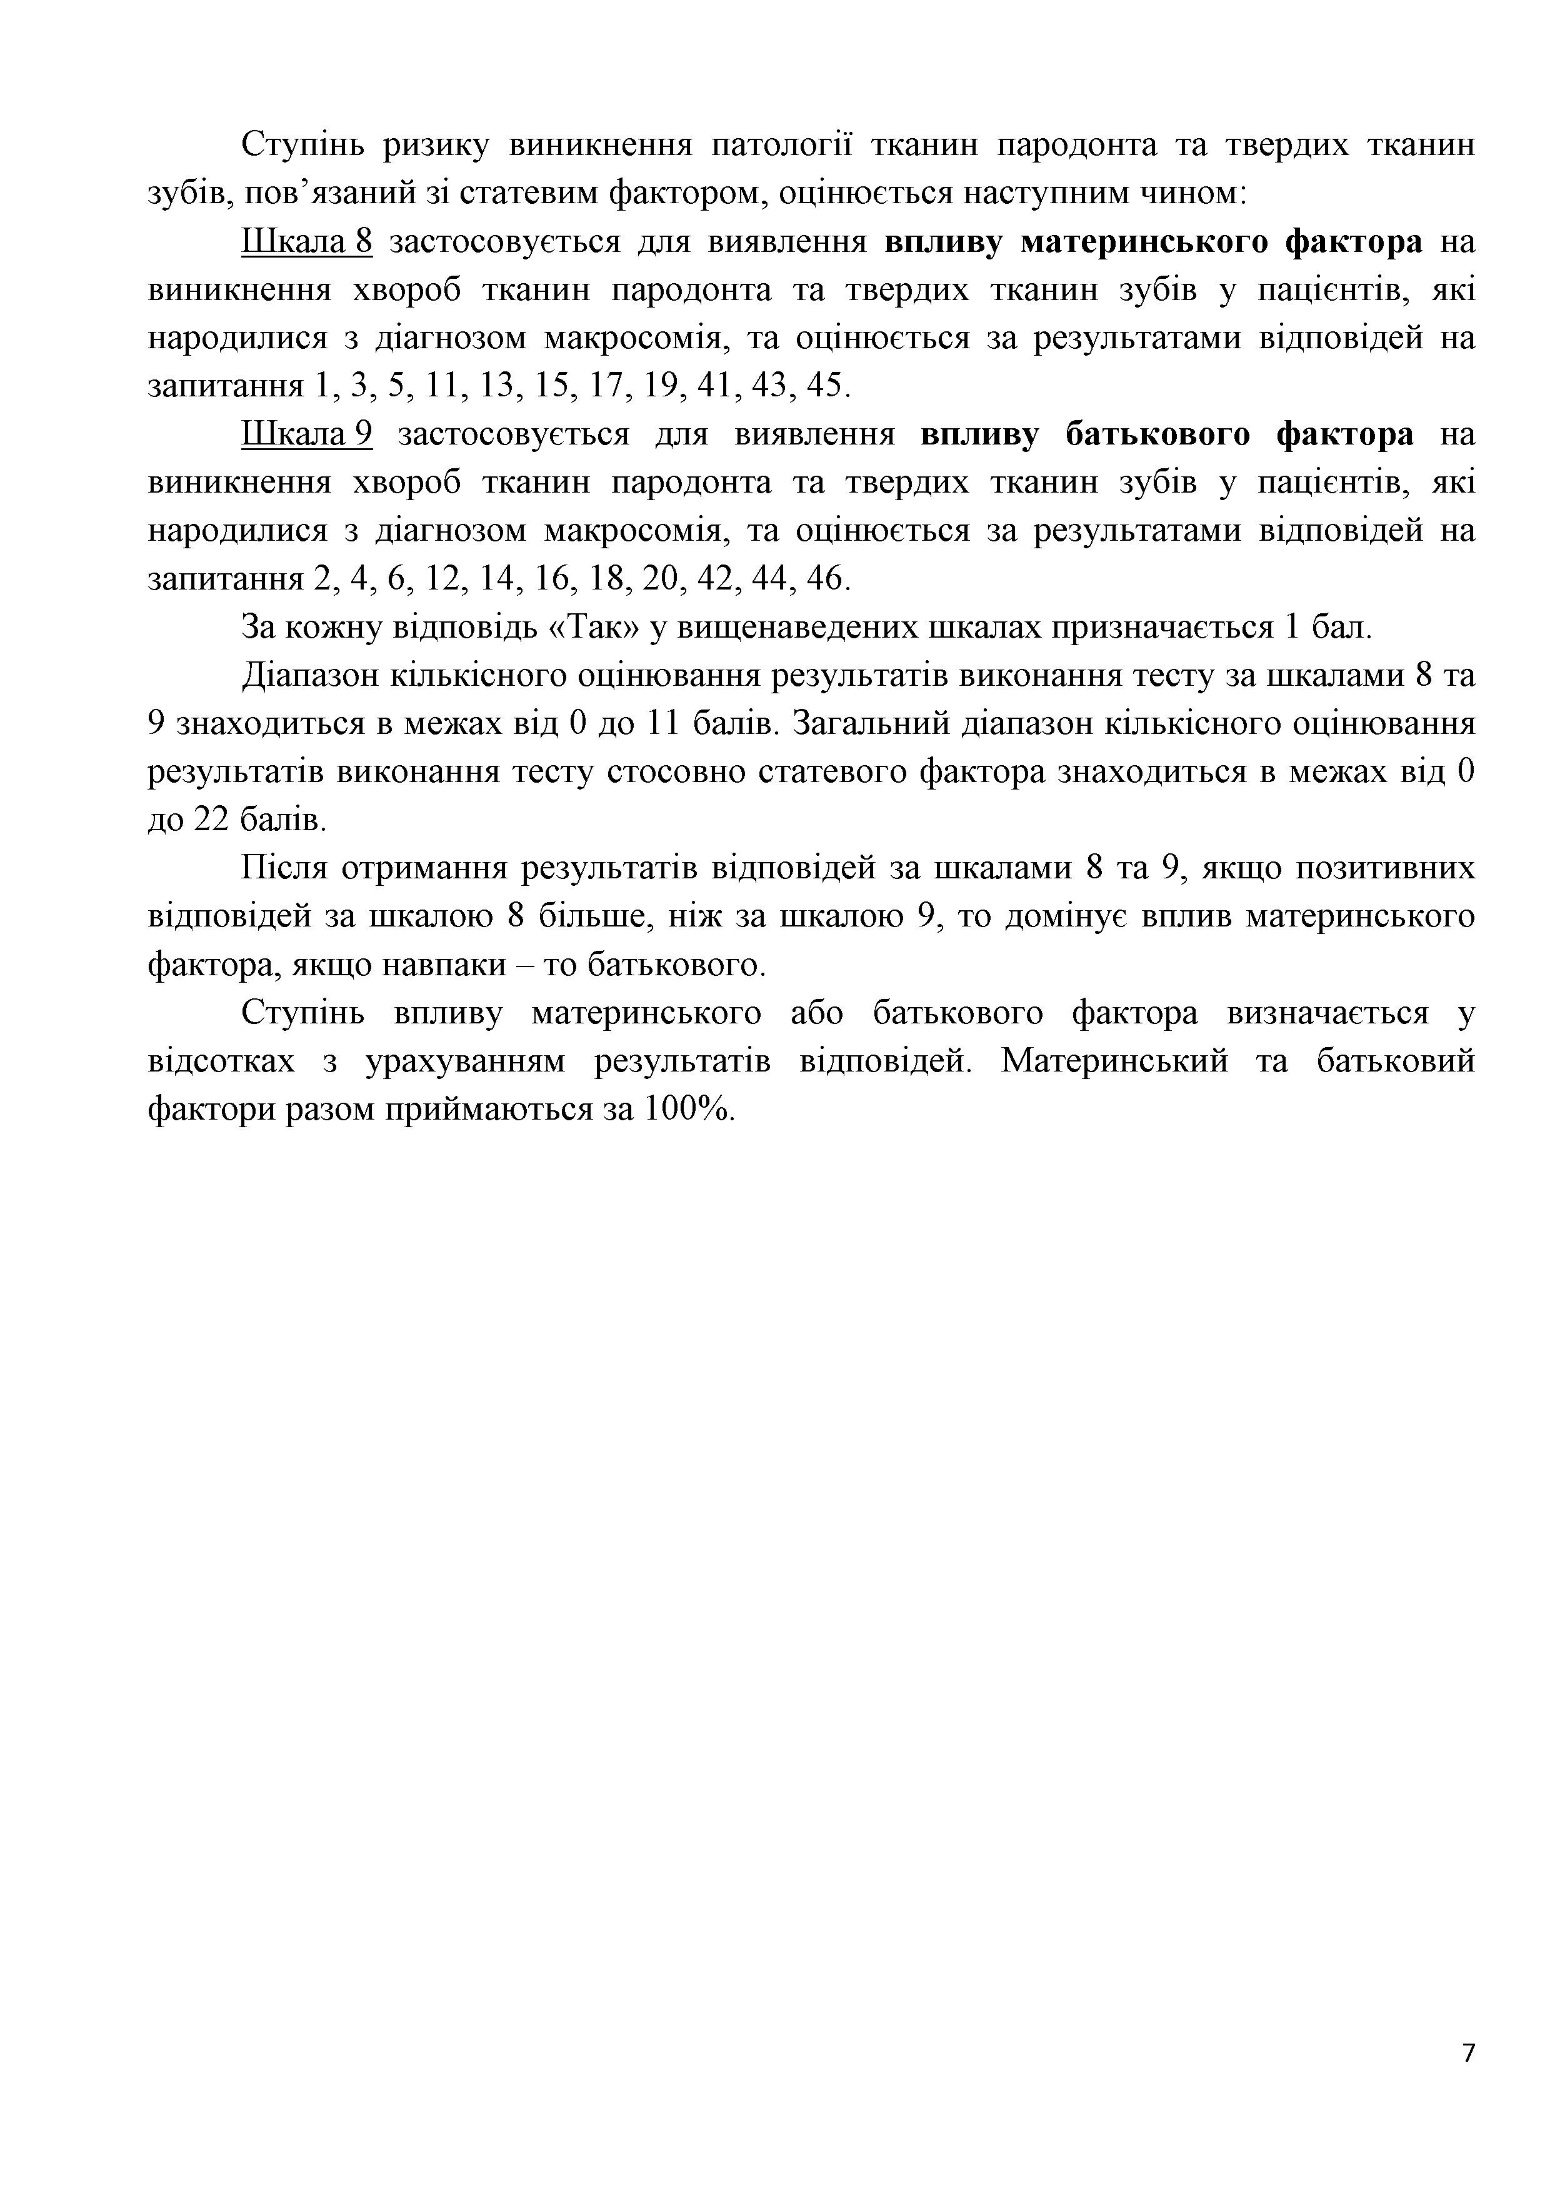 Ступінь ризику виникнення патології тканин пародонта та твердих тканин
зубів, пов’язаний зі статевим фактором, оцінюється наступним чином:
Шкала 8 застосовується для виявлення впливу материнського фактора на
виникнення хвороб тканин пародонта та твердих тканин зубів у пацієнтів, які
народилися з діагнозом макросомія, та оцінюється за результатами відповідей на
запитання 1, 3, 5, 11, 13, 15, 17, 19, 41, 43, 45.
Шкала 9 застосовується для виявлення впливу батькового фактора на
виникнення хвороб тканин пародонта та твердих тканин зубів у пацієнтів, які
народилися з діагнозом макросомія, та оцінюється за результатами відповідей на
запитання 2, 4, 6, 12, 14, 16, 18, 20, 42, 44, 46.
За кожну відповідь «Так» у вищенаведених шкалах призначається 1 бал.
Діапазон кількісного оцінювання результатів виконання тесту за шкалами 8 та
9 знаходиться в межах від 0 до 11 балів. Загальний діапазон кількісного оцінювання
результатів виконання тесту стосовно статевого фактора знаходиться в межах від 0
до 22 балів.
Після отримання результатів відповідей за шкалами 8 та 9, якщо позитивних
відповідей за шкалою 8 більше, ніж за шкалою 9, то домінує вплив материнського
фактора, якщо навпаки – то батькового.
Ступінь впливу материнського або батькового фактора визначається у
відсотках з урахуванням результатів відповідей. Материнський та батьковий
фактори разом приймаються за 100%.
7